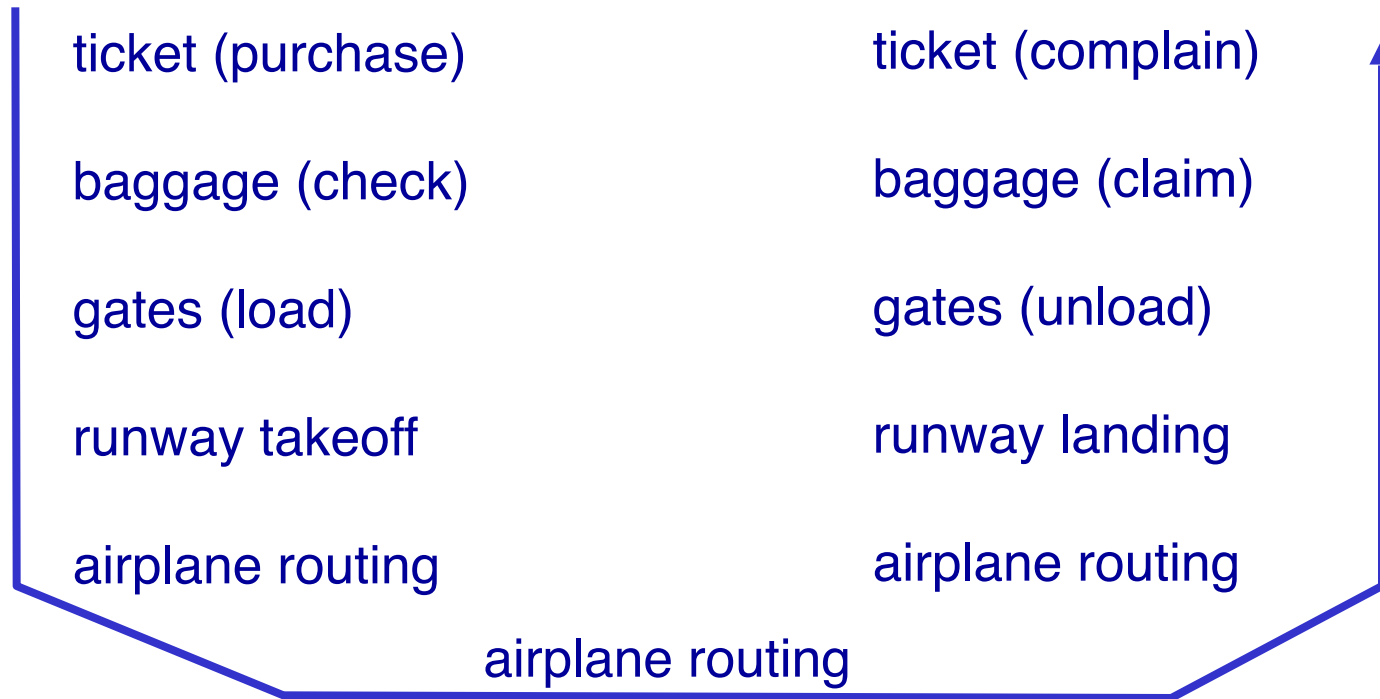 ticket (purchase)
baggage (check)
gates (load)
runway takeoff
airplane routing
ticket (complain)
baggage (claim)
gates (unload)
runway landing
airplane routing
airplane routing